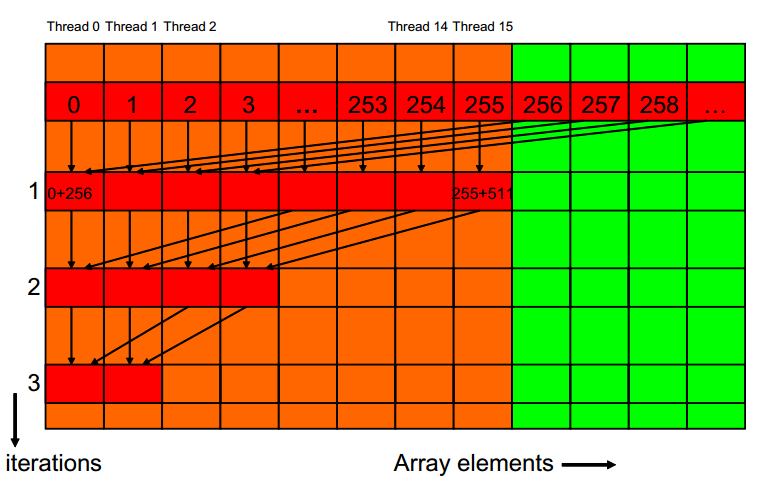 Thread 0 Thread 1 Thread 2 Thread 14 Thread 15
0 1 2 3 ... 253 254 255 256 257 258 ...
1 0+256 255+511
2
3
iterations Array elements